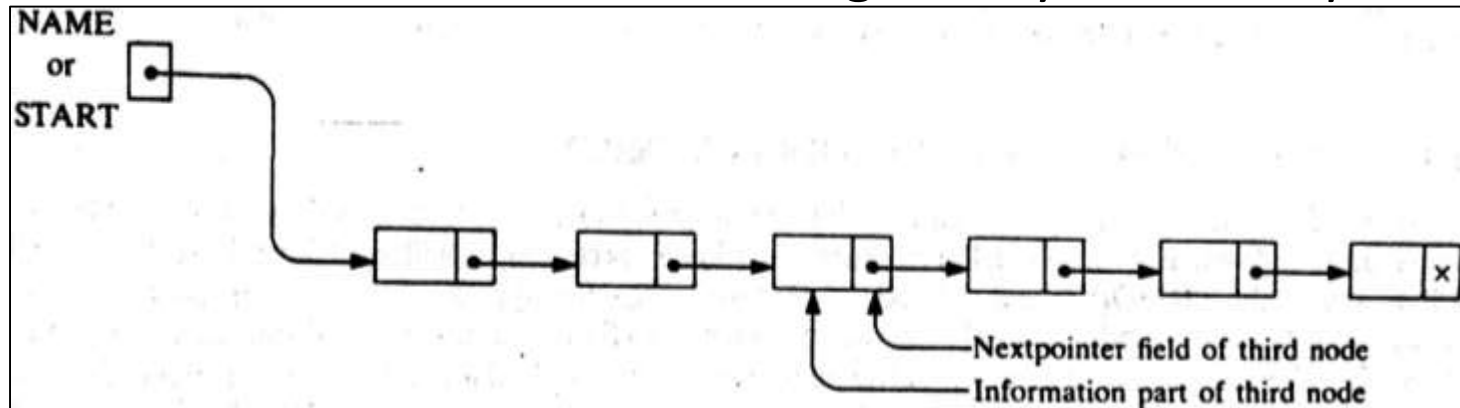 NAME
or
START
×
Nextpointer field of third node
Information part of third node